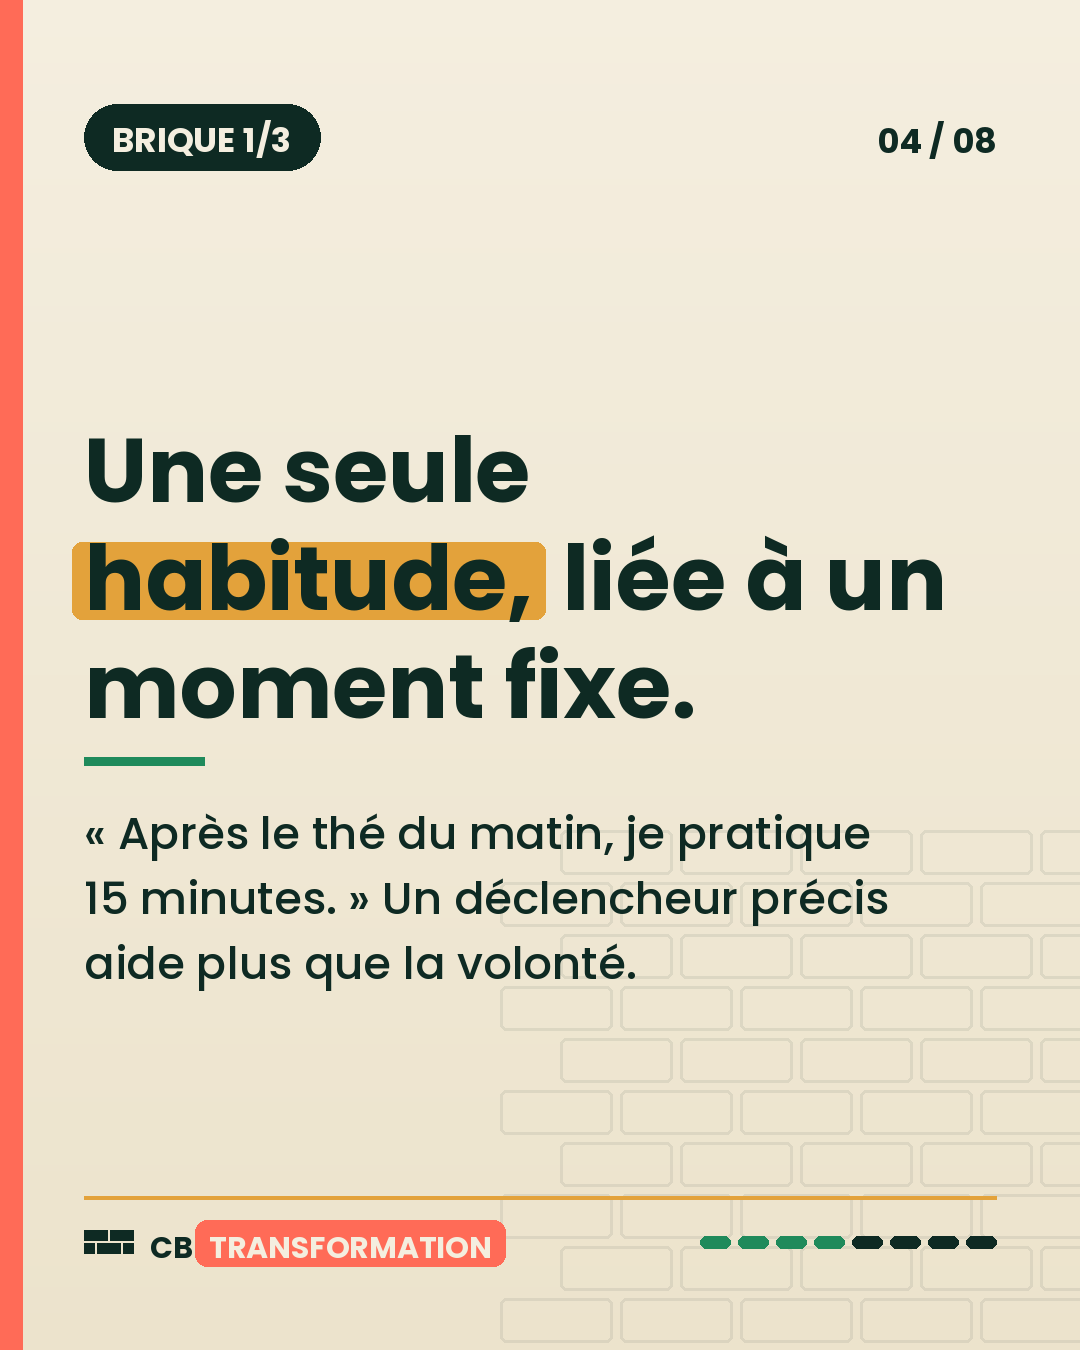 BRIQUE 1/3
04 / 08
Une seule
habitude, liée à un
moment fixe.
« Après le thé du matin, je pratique
15 minutes. » Un déclencheur précis
aide plus que la volonté.
CB TRANSFORMATION